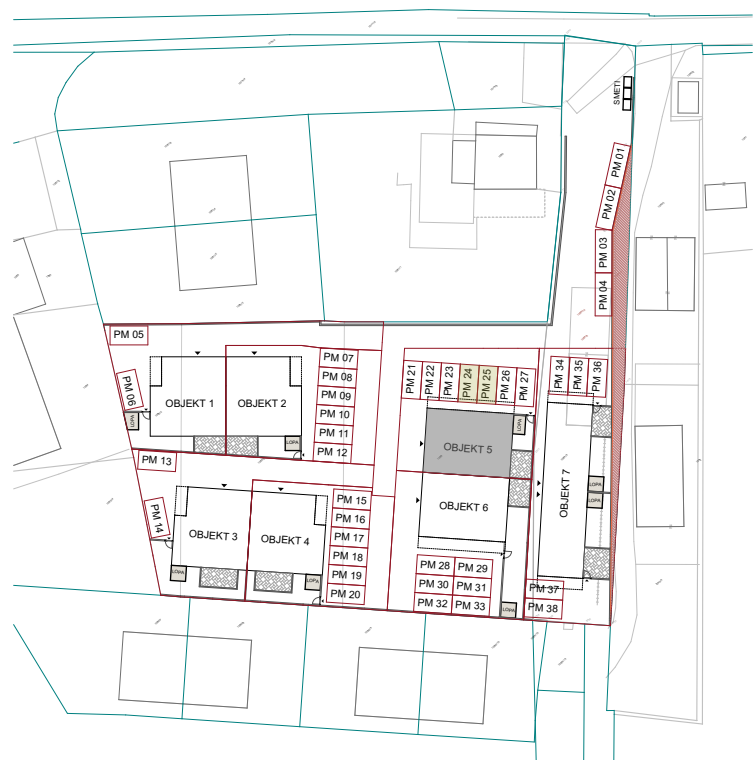 SMETI
PM 01
PM 02
PM 03
PM 04
PM 05
PM 06
PM 07
PM 08
PM 09
PM 10
PM 11
PM 12
OBJEKT 1
OBJEKT 2
LOPA
LOPA
PM 13
PM 14
PM 15
PM 16
PM 17
PM 18
PM 19
PM 20
OBJEKT 3
OBJEKT 4
LOPA
LOPA
PM 21
PM 22
PM 23
PM 24
PM 25
PM 26
PM 27
LOPA
OBJEKT 5
OBJEKT 6
PM 28
PM 29
PM 30
PM 31
PM 32
PM 33
LOPA
PM 34
PM 35
PM 36
OBJEKT 7
LOPA
LOPA
PM 37
PM 38